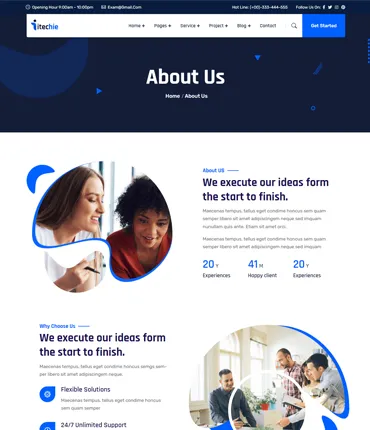 Opening Hour 9:00am - 10:00pm
Exam@Gmail.Com
Hot Line: (+00)-333-444-555
Follow Us On:
itechie
Home +
Pages +
Service +
Project +
Blog +
Contact
Get Started
About Us
Home / About Us
About US
We execute our ideas form
the start to finish.
Maecenas tempus, tellus eget condime honcus sem quam
semper libero sit amet adipiscingem neque sed imquam
nunundum quis ante. Etiam sit amet orci.
Maecenas tempus, tellus eget condime honcus sem quam
semper libero sit amet adipiscingem neque sed imquam.
20 Y
Experiences
41 M
Happy client
20 Y
Experiences
Why Choose Us
We execute our ideas form
the start to finish.
Maecenas tempus, tellus eget condime honcus semgs sem-
per libero sit amet adipiscingem neque.
Flexible Solutions
Maecenas tempus, tellus eget condime honcus sem
quam semper
24/7 Unlimited Support